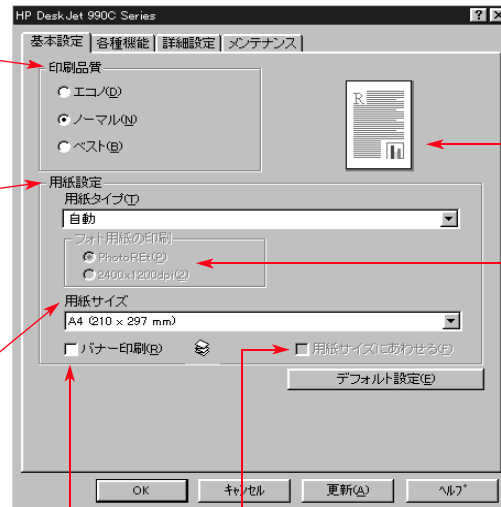 HP DeskJet 990C Series
基本設定 各種機能 詳細設定 メンテナンス
印刷品質
エコノ(D)
ノーマル(N)
ベスト(B)
R
用紙設定
用紙タイプ(T)
自動
フォト用紙の印刷
PhotoREt(P)
2400x1200dpi(2)
用紙サイズ
A4 (210 x 297 mm)
バナー印刷(R) 用紙サイズにあわせる(F)
デフォルト設定(E)
OK キャンセル 更新(A) ヘルプ